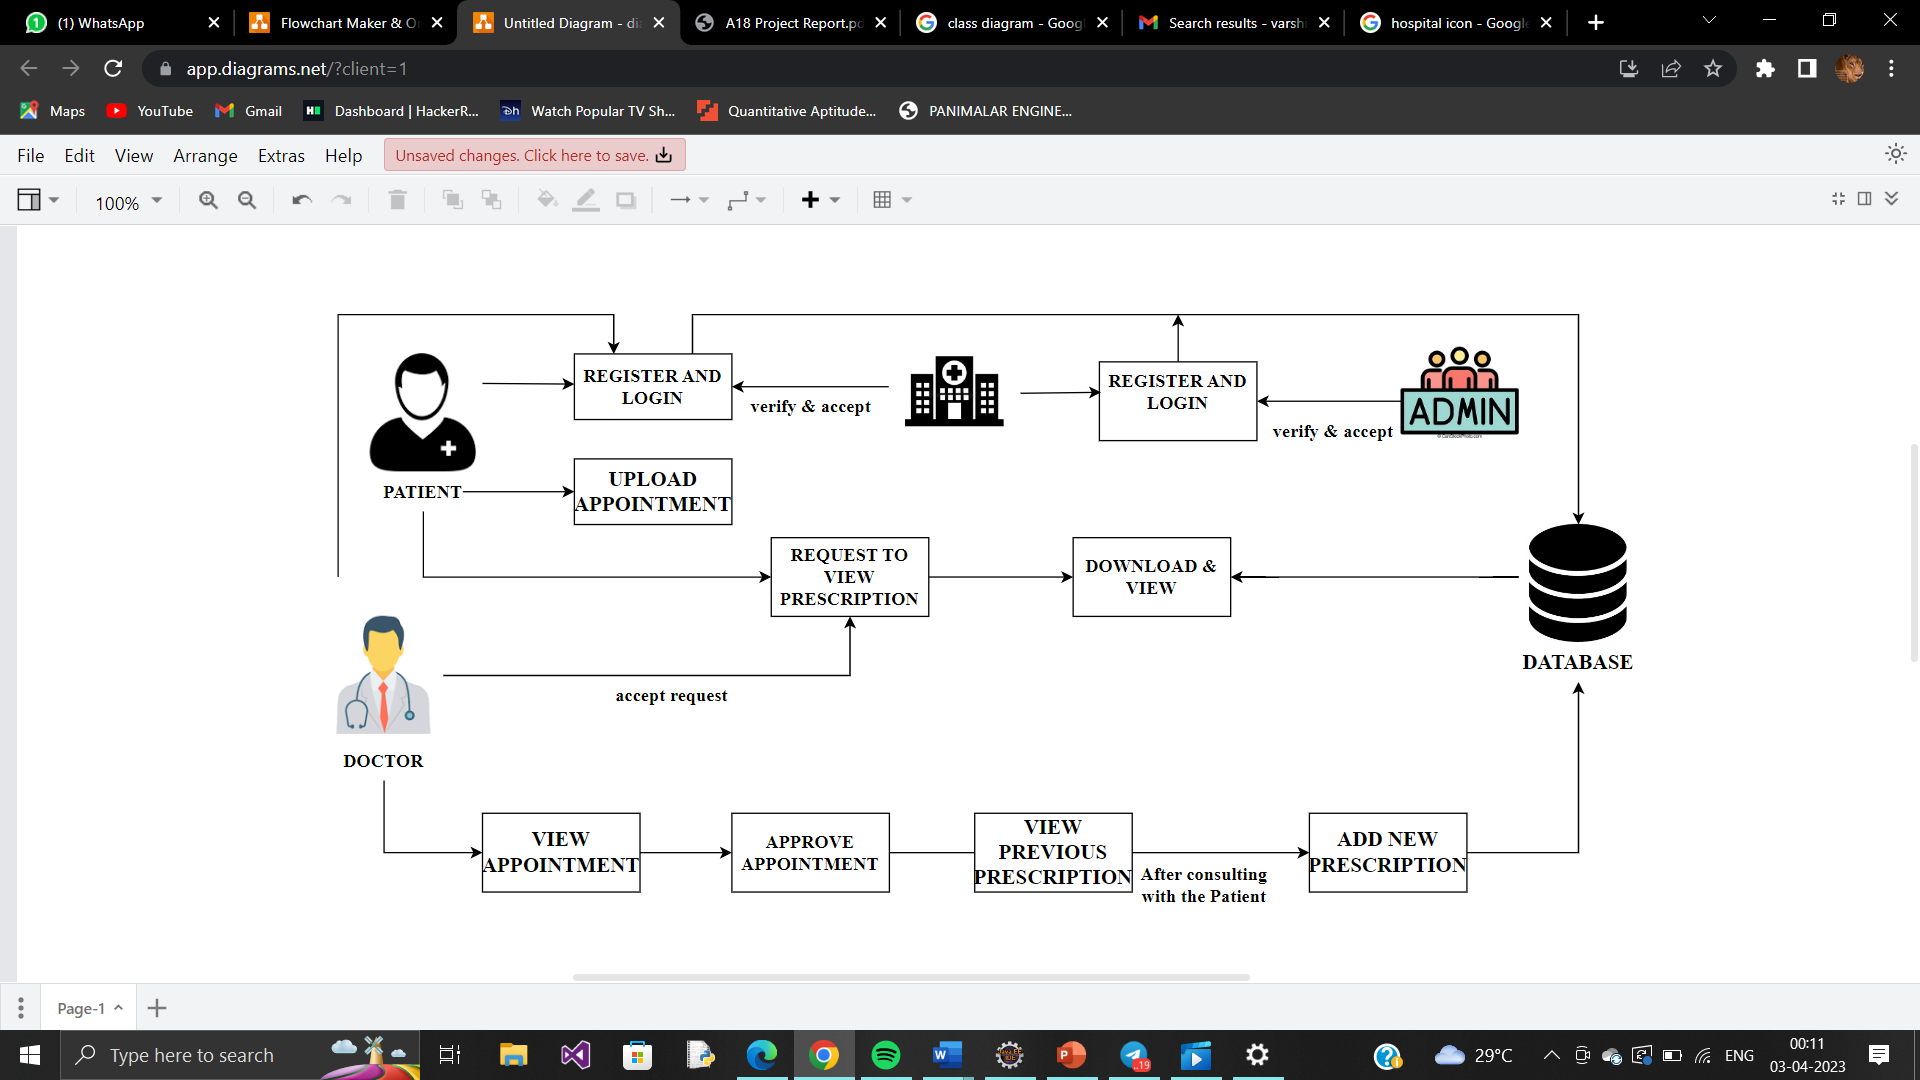 (1) WhatsApp
Flowchart Maker & O
Untitled Diagram - di
A18 Project Report.p
class diagram - Goog
Search results - varsh
hospital icon - Google
app.diagrams.net/?client=1
Maps
YouTube
Gmail
Dashboard | HackerR...
Watch Popular TV Sh...
Quantitative Aptitude...
PANIMALAR ENGINE...
File Edit View Arrange Extras Help
Unsaved changes. Click here to save.
100%
REGISTER AND
LOGIN
verify & accept
REGISTER AND
LOGIN
verify & accept
ADMIN
PATIENT
UPLOAD
APPOINTMENT
REQUEST TO
VIEW
PRESCRIPTION
DOWNLOAD &
VIEW
DATABASE
accept request
DOCTOR
VIEW
APPOINTMENT
APPROVE
APPOINTMENT
VIEW
PREVIOUS
PRESCRIPTION
After consulting
with the Patient
ADD NEW
PRESCRIPTION
Page-1
Type here to search
29°C
ENG
00:11
03-04-2023